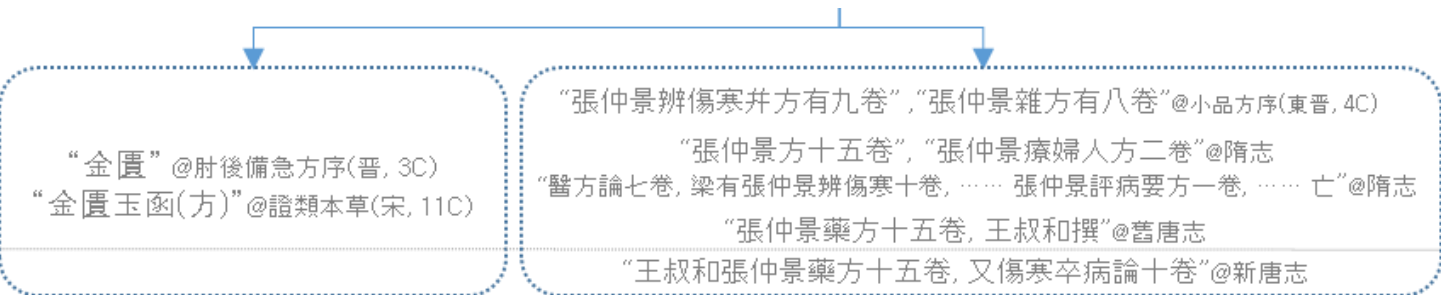 “金匱” @肘後備急方序(晋, 3C)
“金匱玉函(方)”@證類本草(宋, 11C)
“張仲景辨傷寒幷方有九卷” ,“張仲景雜方有八卷”@小品方序(東晋, 4C)
“張仲景方十五卷”, “張仲景療婦人方二卷”@隋志
“醫方論七卷, 梁有張仲景辨傷寒十卷, …… 張仲景評病要方一卷, …… 亡”@隋志
“張仲景藥方十五卷, 王叔和撰”@舊唐志
“王叔和張仲景藥方十五卷, 又傷寒卒病論十卷”@新唐志